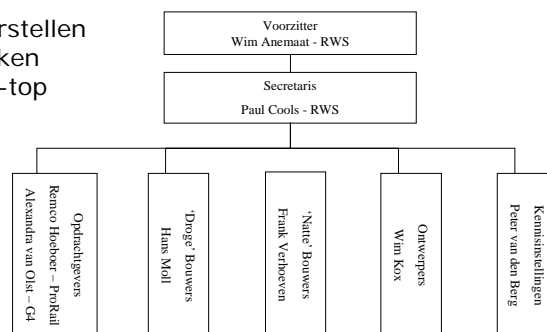 rstellen
ken
-top
Voorzitter
Wim Anemaat - RWS
Secretaris
Paul Cools - RWS
Opdrachtgevers
Remco Hoeboer – ProRail
Alexandra van Olst – G4
'Droge' Bouwers
Hans Moll
'Natte' Bouwers
Frank Verhoeven
Ontwerpers
Wim Kox
Kennisinstellingen
Peter van den Berg